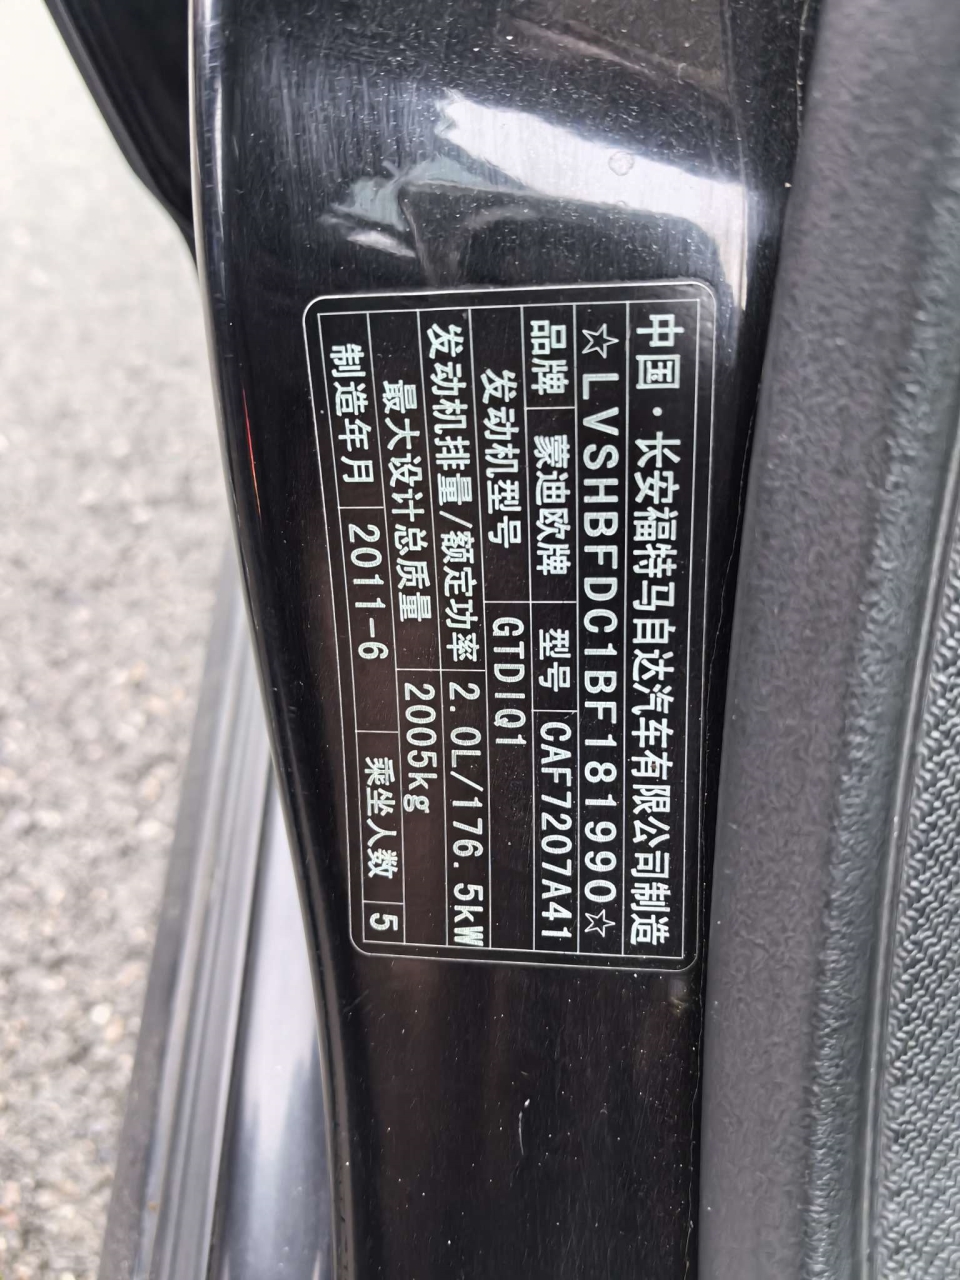 中国·长安福特马自达汽车有限公司制造
☆LVSHBFDC1BF181990☆
品牌 蒙迪欧牌 型号 CAF7207A41
发动机型号 GTDIQ1
发动机排量/额定功率 2.0L/176.5kW
最大设计总质量 2005kg
制造年月 2011-6 乘坐人数 5